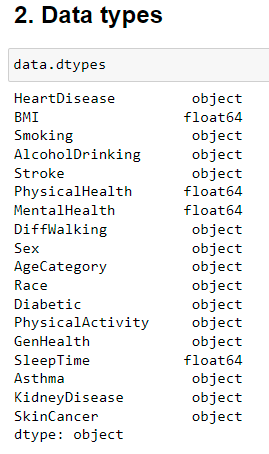 2. Data types
data.dtypes
HeartDisease object
BMI float64
Smoking object
AlcoholDrinking object
Stroke object
PhysicalHealth float64
MentalHealth float64
DiffWalking object
Sex object
AgeCategory object
Race object
Diabetic object
PhysicalActivity object
GenHealth object
SleepTime float64
Asthma object
KidneyDisease object
SkinCancer object
dtype: object